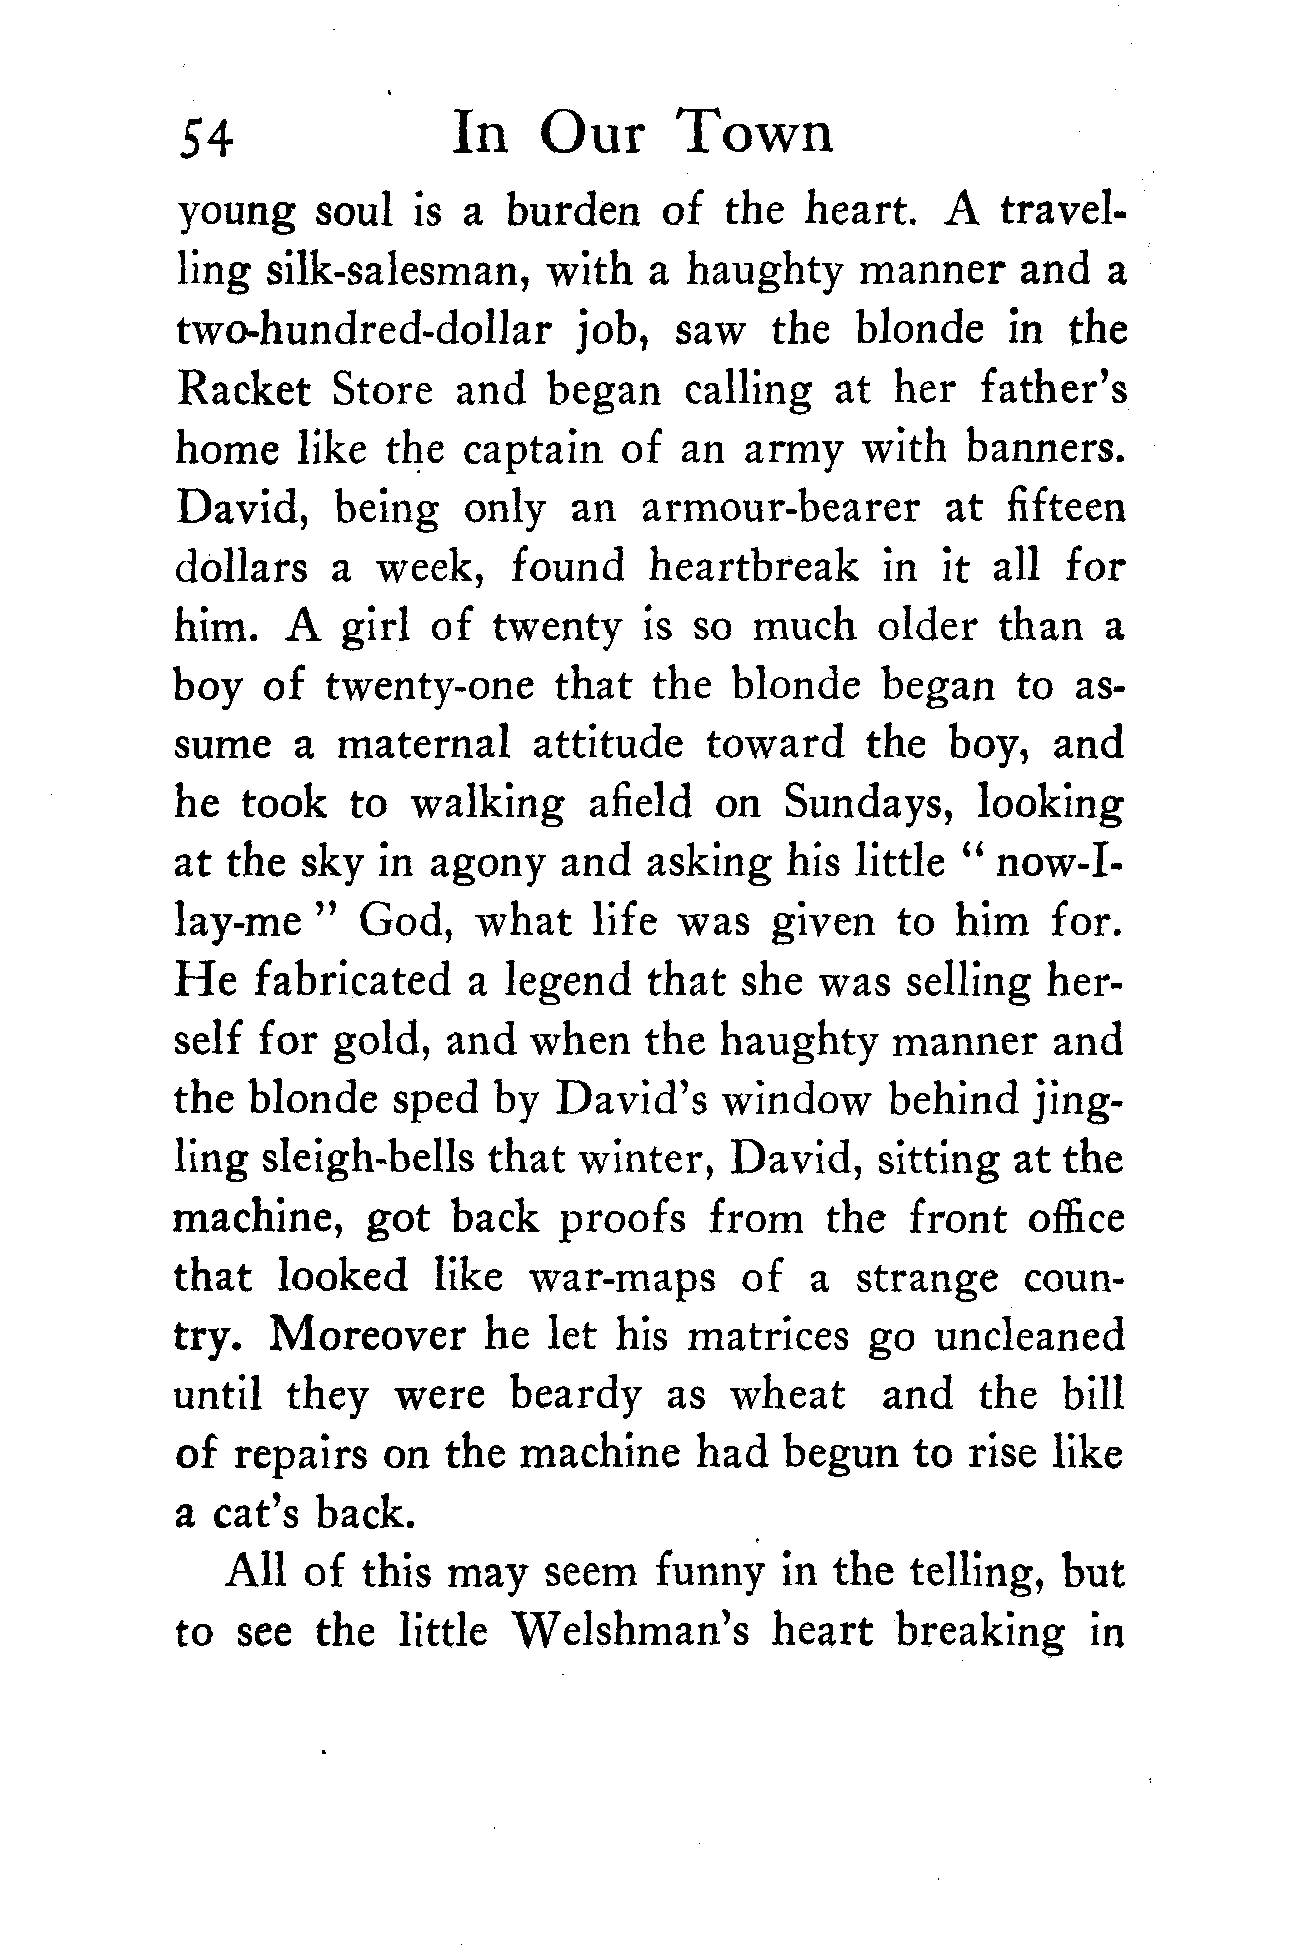 54 In Our Town
young soul is a burden of the heart. A travel-
ling silk-salesman, with a haughty manner and a
two-hundred-dollar job, saw the blonde in the
Racket Store and began calling at her father's
home like the captain of an army with banners.
David, being only an armour-bearer at fifteen
dollars a week, found heartbreak in it all for
him. A girl of twenty is so much older than a
boy of twenty-one that the blonde began to as-
sume a maternal attitude toward the boy, and
he took to walking afield on Sundays, looking
at the sky in agony and asking his little " now-I-
lay-me " God, what life was given to him for.
He fabricated a legend that she was selling her-
self for gold, and when the haughty manner and
the blonde sped by David's window behind jing-
ling sleigh-bells that winter, David, sitting at the
machine, got back proofs from the front office
that looked like war-maps of a strange coun-
try. Moreover he let his matrices go uncleaned
until they were beardy as wheat and the bill
of repairs on the machine had begun to rise like
a cat's back.
All of this may seem funny in the telling, but
to see the little Welshman's heart breaking in